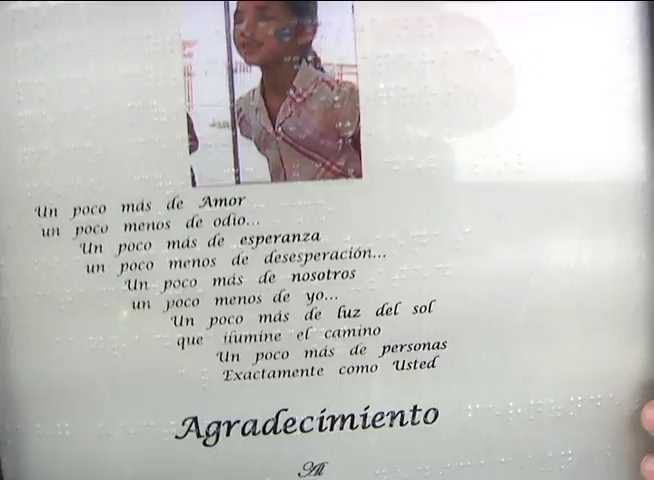 Un poco más de Amor
un poco menos de odio...
Un poco más de esperanza
un poco menos de desesperación...
Un poco más de nosotros
un poco menos de yo...
Un poco más de luz del sol
que ilumine el camino
Un poco más de personas
Exactamente como Usted
Agradecimiento
Al